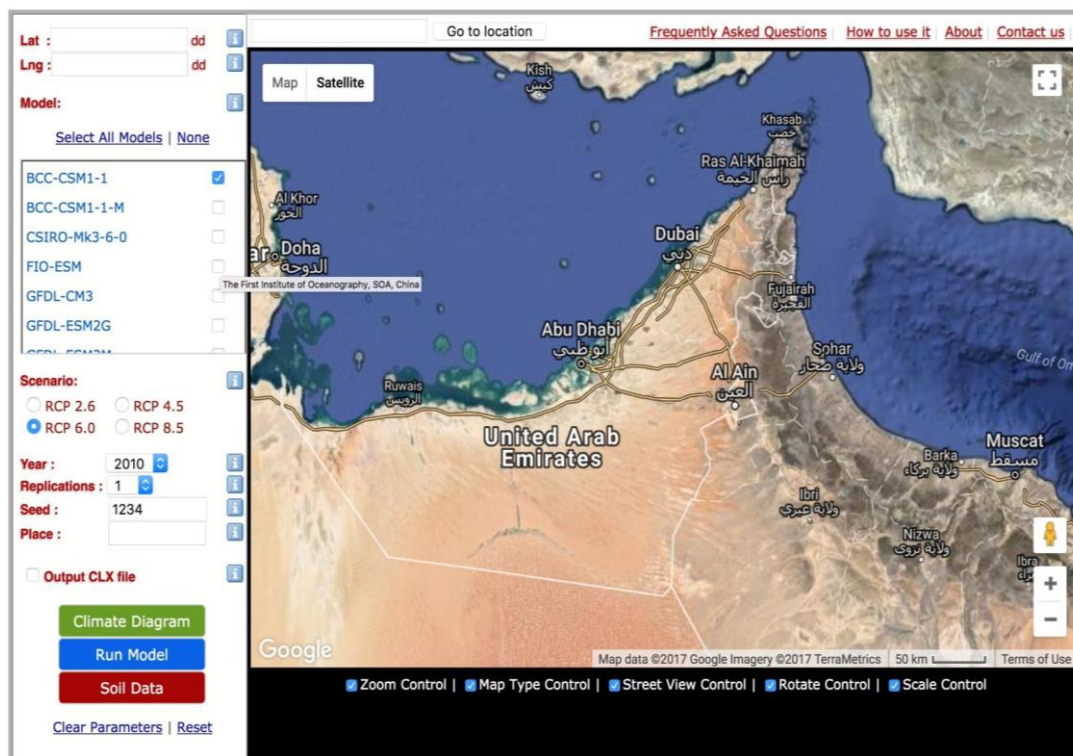 Lat : dd
Lng : dd
Model:
Select All Models | None
BCC-CSM1-1
BCC-CSM1-1-M
CSIRO-Mk3-6-0
FIO-ESM
GFDL-CM3
GFDL-ESM2G
GFDL-ESM2M
Scenario:
RCP 2.6 RCP 4.5
RCP 6.0 RCP 8.5
Year : 2010
Replications : 1
Seed : 1234
Place :
Output CLX file
Climate Diagram
Run Model
Soil Data
Clear Parameters | Reset
Go to location
Frequently Asked Questions | How to use it | About | Contact us |
Map Satellite
Kish
كيش
Khasab
خصب
Ras Al-Khaimah
رأس الخيمة
Al Khor
الخور
ar
Doha
الدوحة
The First Institute of Oceanography, SOA, China
Dubai
دبي
Fujairah
الفجيرة
Abu Dhabi
أبو ظبي
Sohar
ولاية صحار
Gulf of Om
Ruwais
الرويس
Al Ain
العين
United Arab
Emirates
Muscat
مسقط
Barka
ولاية بركاء
Ibri
ولاية عبري
Nizwa
ولاية نزوى
Ibra
Google
Map data ©2017 Google Imagery ©2017 TerraMetrics 50 km Terms of Use
Zoom Control | Map Type Control | Street View Control | Rotate Control | Scale Control